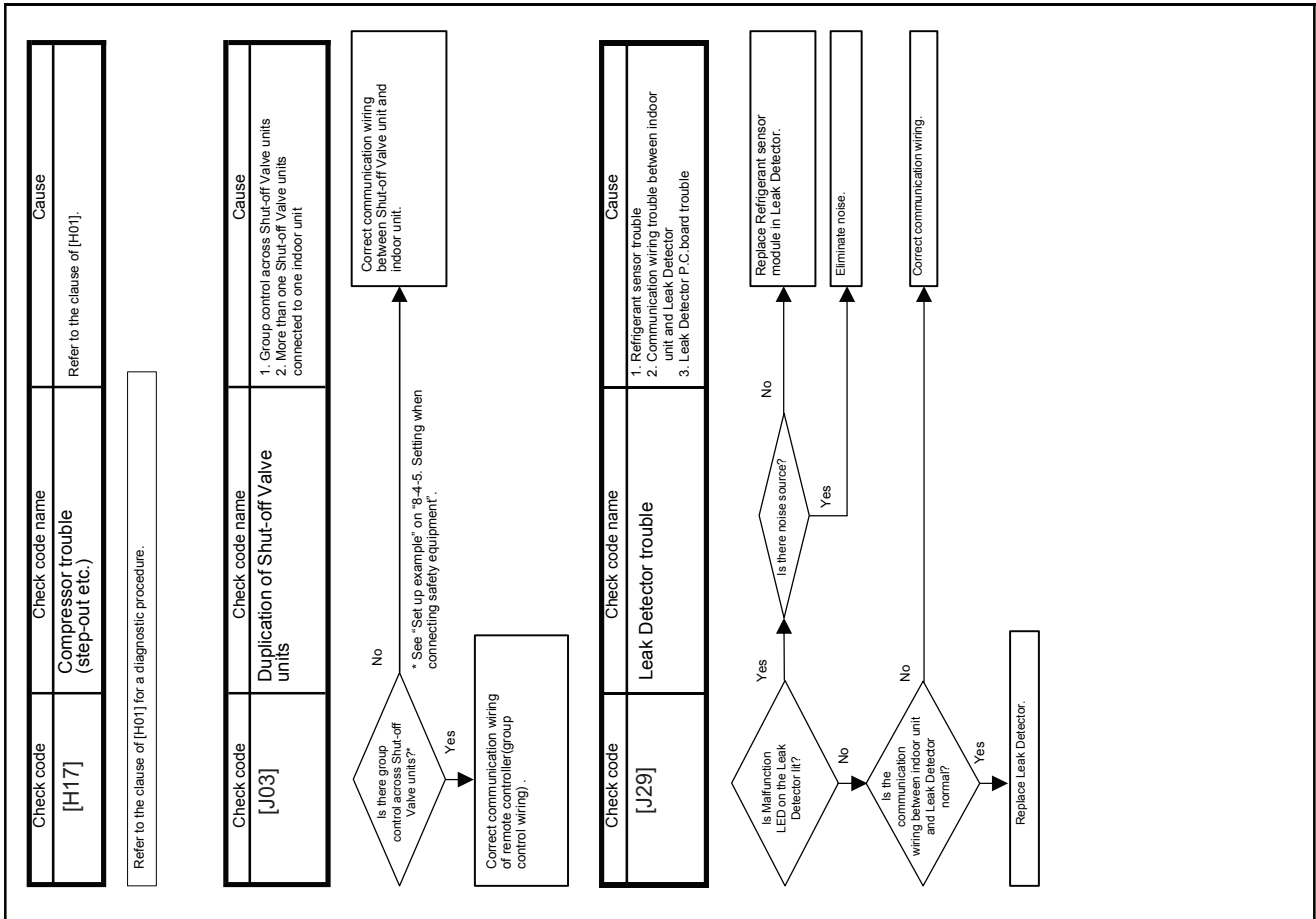 Check code
Check code name
Cause
[H17]
Compressor trouble
(step-out etc.)
Refer to the clause of [H01].
Refer to the clause of [H01] for a diagnostic procedure.
Check code
Check code name
Cause
[J03]
Duplication of Shut-off Valve
units
1. Group control across Shut-off Valve units
2. More than one Shut-off Valve units
connected to one indoor unit
Is there group
control across Shut-off
Valve units?*
No
Correct communication wiring
between Shut-off Valve unit and
indoor unit.
* See “Set up example” on “8-4-5. Setting when
connecting safety equipment”.
Yes
Correct communication wiring
of remote controller(group
control wiring) .
Check code
Check code name
Cause
[J29]
Leak Detector trouble
1. Refrigerant sensor trouble
2. Communication wiring trouble between indoor
unit and Leak Detector
3. Leak Detector P.C.board trouble
Is Malfunction
LED on the Leak
Detector lit?
Yes
Is there noise source?
No
Replace Refrigerant sensor
module in Leak Detector.
Yes
Eliminate noise.
No
Is the
communication
wiring between indoor unit
and Leak Detector
normal?
No
Correct communication wiring.
Yes
Replace Leak Detector.